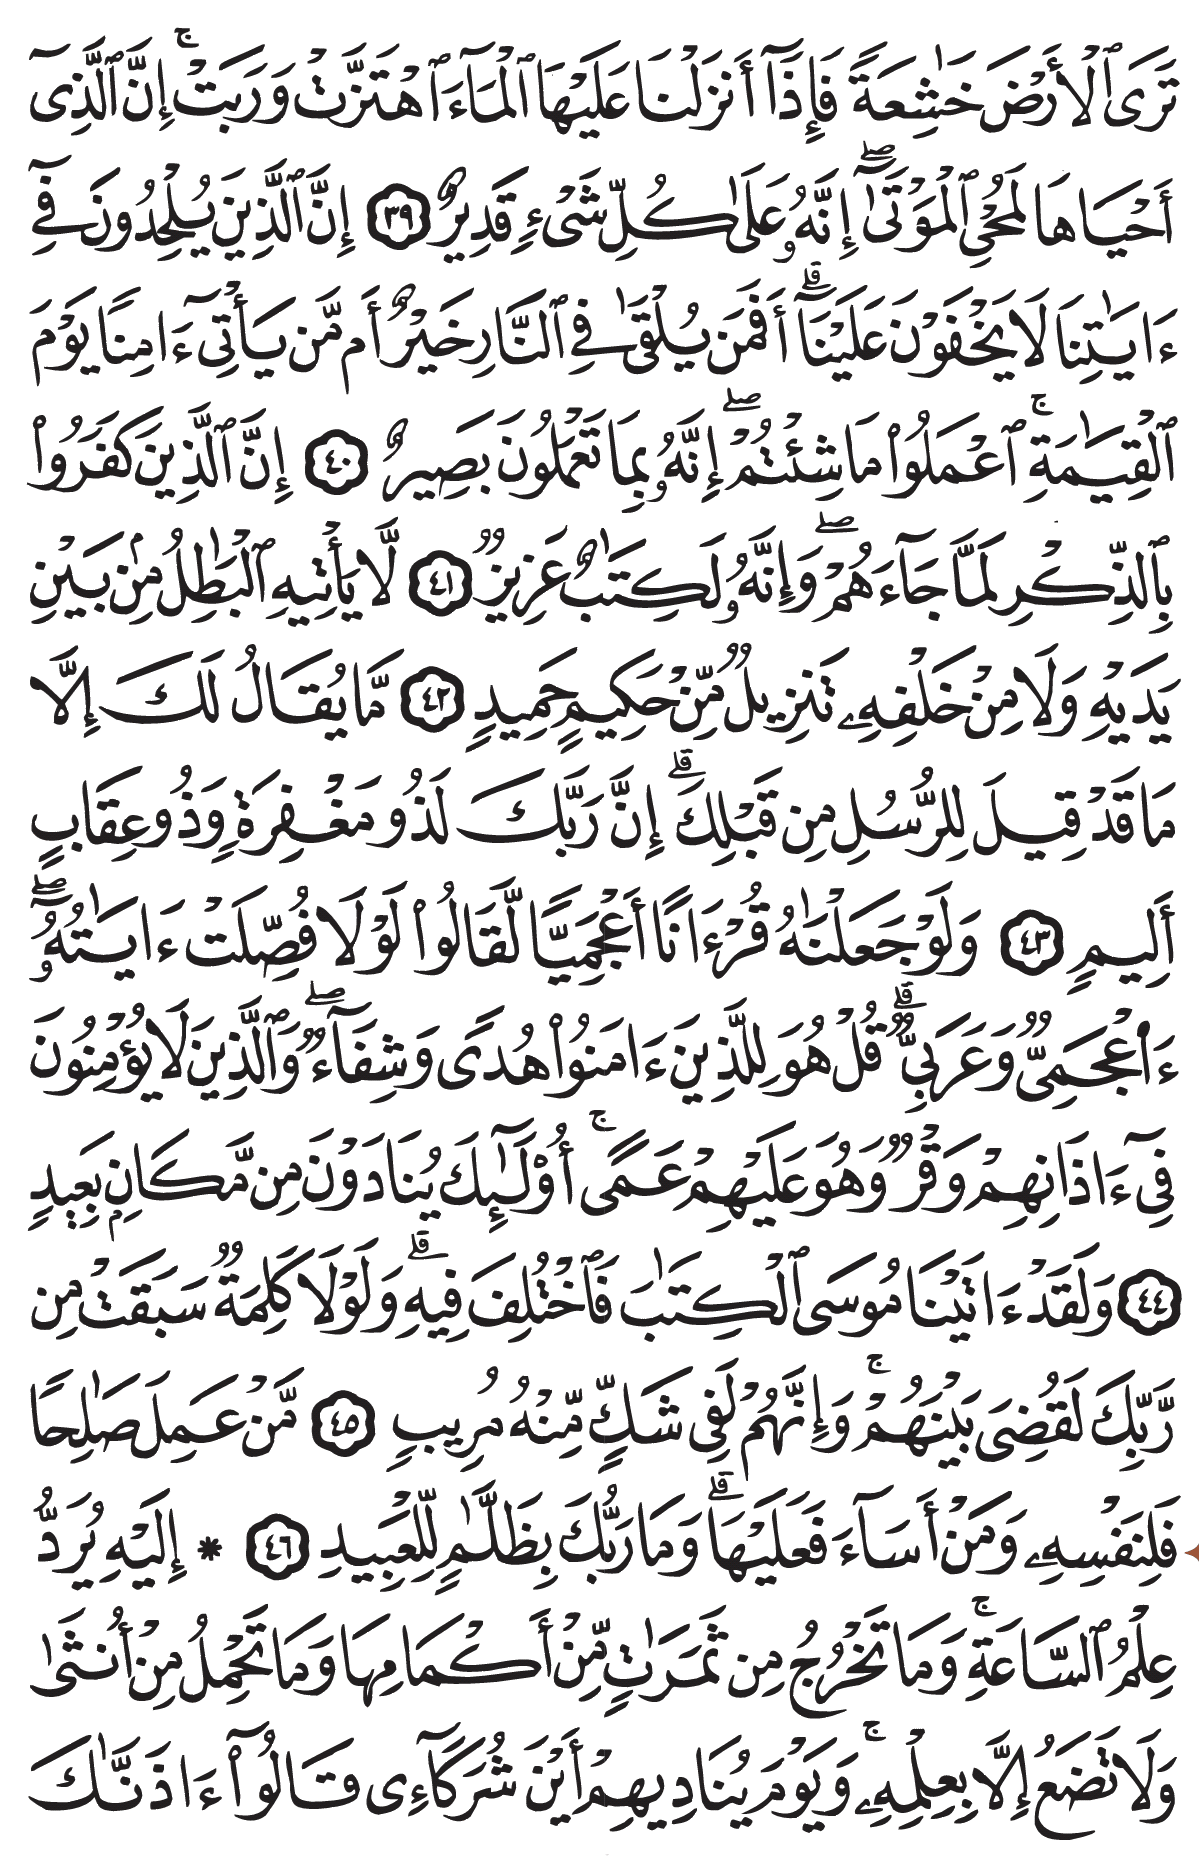 تَرَى ٱلْأَرْضَ خَٰشِعَةً فَإِذَآ أَنزَلْنَا عَلَيْهَا ٱلْمَآءَ ٱهْتَزَّتْ وَرَبَتْ ۚ إِنَّ ٱلَّذِىٓ
أَحْيَاهَا لَمُحْىِ ٱلْمَوْتَىٰٓ ۖ إِنَّهُۥ عَلَىٰ كُلِّ شَىْءٍ قَدِيرٌ ٣٩ إِنَّ ٱلَّذِينَ يُلْحِدُونَ فِىٓ
ءَايَٰتِنَا لَا يَخْفَوْنَ عَلَيْنَآ ۗ أَفَمَن يُلْقَىٰ فِى ٱلنَّارِ خَيْرٌ أَم مَّن يَأْتِىٓ ءَامِنًا يَوْمَ
ٱلْقِيَٰمَةِ ۚ ٱعْمَلُوا۟ مَا شِئْتُمْ ۖ إِنَّهُۥ بِمَا تَعْمَلُونَ بَصِيرٌ ٤٠ إِنَّ ٱلَّذِينَ كَفَرُوا۟
بِٱلذِّكْرِ لَمَّا جَآءَهُمْ ۖ وَإِنَّهُۥ لَكِتَٰبٌ عَزِيزٌ ٤١ لَّا يَأْتِيهِ ٱلْبَٰطِلُ مِنۢ بَيْنِ
يَدَيْهِ وَلَا مِنْ خَلْفِهِۦ ۖ تَنزِيلٌ مِّنْ حَكِيمٍ حَمِيدٍ ٤٢ مَّا يُقَالُ لَكَ إِلَّا
مَا قَدْ قِيلَ لِلرُّسُلِ مِن قَبْلِكَ ۗ إِنَّ رَبَّكَ لَذُو مَغْفِرَةٍ وَذُو عِقَابٍ
أَلِيمٍ ٤٣ وَلَوْ جَعَلْنَٰهُ قُرْءَانًا أَعْجَمِيًّا لَّقَالُوا۟ لَوْلَا فُصِّلَتْ ءَايَٰتُهُۥٓ ۖ
ءَا۬عْجَمِىٌّ وَعَرَبِىٌّ ۗ قُلْ هُوَ لِلَّذِينَ ءَامَنُوا۟ هُدًى وَشِفَآءٌ ۖ وَٱلَّذِينَ لَا يُؤْمِنُونَ
فِىٓ ءَاذَانِهِمْ وَقْرٌ وَهُوَ عَلَيْهِمْ عَمًى ۚ أُو۟لَٰٓئِكَ يُنَادَوْنَ مِن مَّكَانٍۭ بَعِيدٍ
٤٤ وَلَقَدْ ءَاتَيْنَا مُوسَى ٱلْكِتَٰبَ فَٱخْتُلِفَ فِيهِ ۗ وَلَوْلَا كَلِمَةٌ سَبَقَتْ مِن
رَّبِّكَ لَقُضِىَ بَيْنَهُمْ ۚ وَإِنَّهُمْ لَفِى شَكٍّ مِّنْهُ مُرِيبٍ ٤٥ مَّنْ عَمِلَ صَٰلِحًا
فَلِنَفْسِهِۦ ۖ وَمَنْ أَسَآءَ فَعَلَيْهَا ۗ وَمَا رَبُّكَ بِظَلَّٰمٍ لِّلْعَبِيدِ ٤٦ ۞ إِلَيْهِ يُرَدُّ
عِلْمُ ٱلسَّاعَةِ ۚ وَمَا تَخْرُجُ مِن ثَمَرَٰتٍ مِّنْ أَكْمَامِهَا وَمَا تَحْمِلُ مِنْ أُنثَىٰ
وَلَا تَضَعُ إِلَّا بِعِلْمِهِۦ ۚ وَيَوْمَ يُنَادِيهِمْ أَيْنَ شُرَكَآءِى قَالُوٓا۟ ءَاذَنَّٰكَ